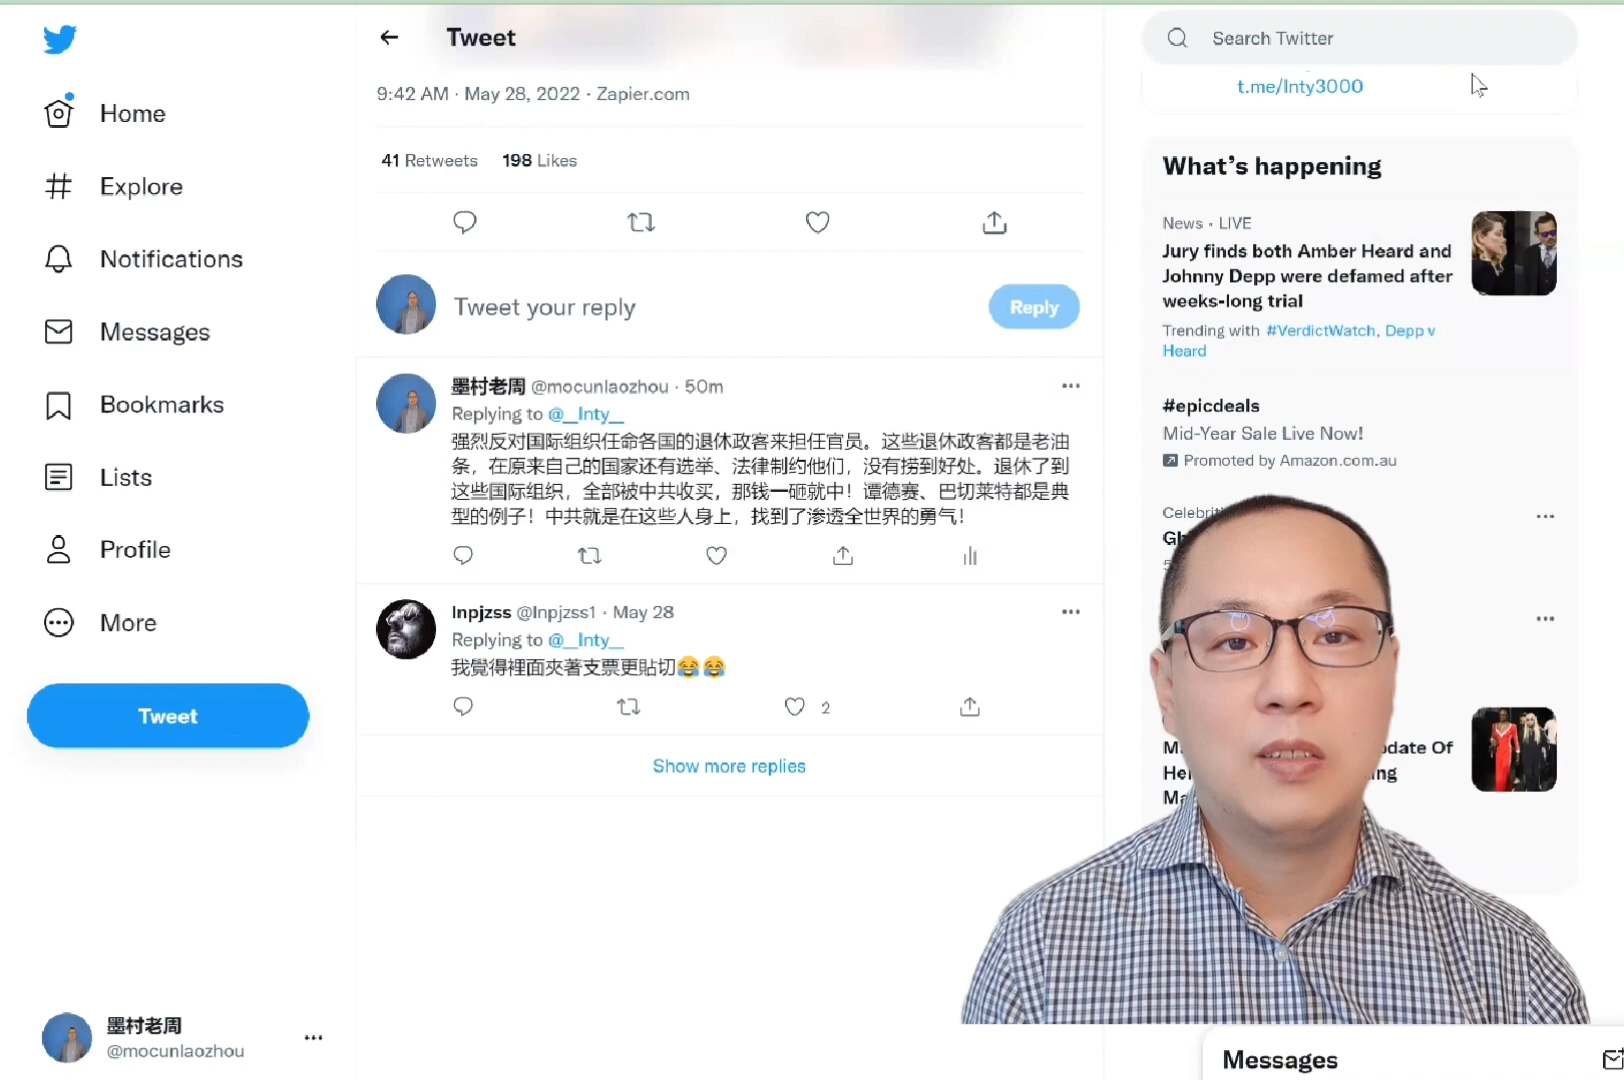 Tweet
Search Twitter
9:42 AM · May 28, 2022 · Zapier.com
t.me/Inty3000
41 Retweets 198 Likes
Home
Explore
Notifications
Messages
Bookmarks
Lists
Profile
More
Tweet
墨村老周
@mocunlaozhou
Tweet your reply
Reply
墨村老周 @mocunlaozhou · 50m
Replying to @__Inty__
强烈反对国际组织任命各国的退休政客来担任官员。这些退休政客都是老油
条，在原来自己的国家还有选举、法律制约他们，没有捞到好处。退休了到
这些国际组织，全部被中共收买，那钱一砸就中！谭德赛、巴切莱特都是典
型的例子！中共就是在这些人身上，找到了渗透全世界的勇气！
Inpjzss @Inpjzss1 · May 28
Replying to @__Inty__
我覺得裡面夾著支票更貼切😂😂
2
Show more replies
What's happening
News · LIVE
Jury finds both Amber Heard and
Johnny Depp were defamed after
weeks-long trial
Trending with #VerdictWatch, Depp v
Heard
#epicdeals
Mid-Year Sale Live Now!
Promoted by Amazon.com.au
Of
Messages